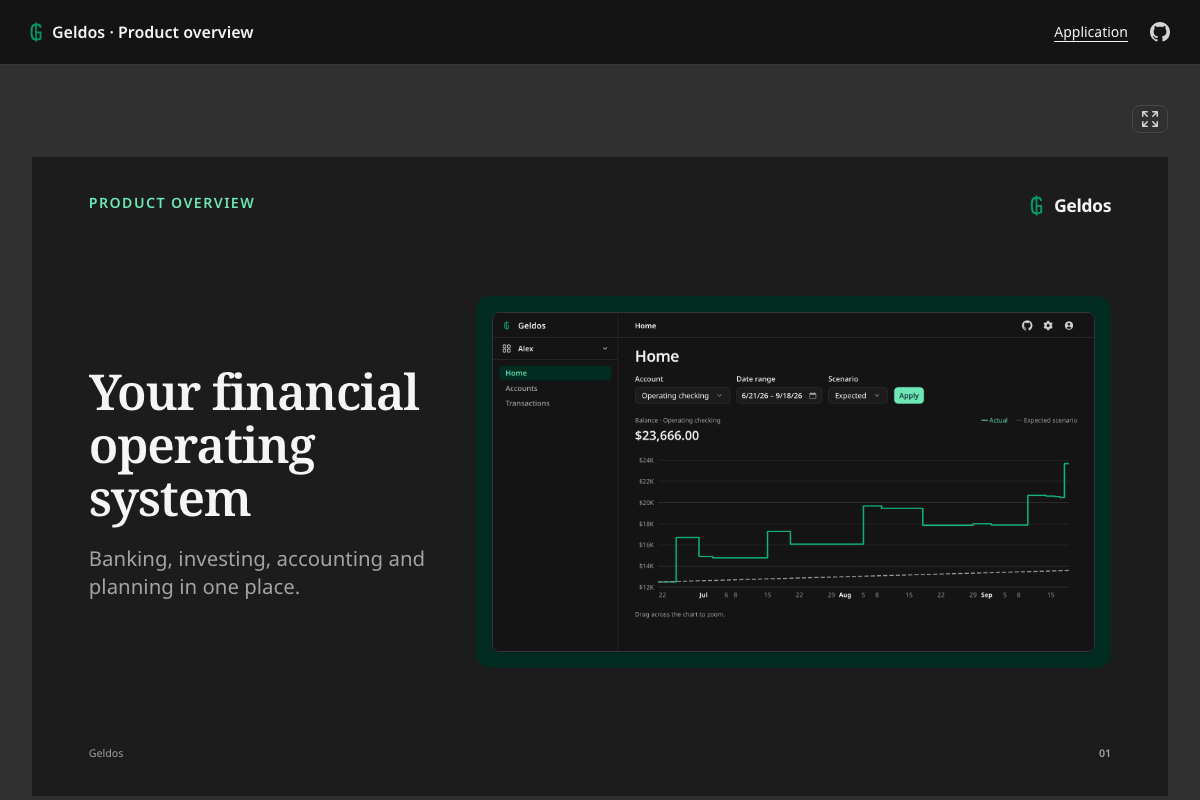 Geldos · Product overview
Application
PRODUCT OVERVIEW
Geldos
Your financial
operating
system
Banking, investing, accounting and
planning in one place.
Geldos
Alex
Home
Accounts
Transactions
Home
Home
Account
Date range
Scenario
Operating checking
6/21/26 – 9/18/26
Expected
Apply
Balance · Operating checking
Actual
Expected scenario
$23,666.00
$24K
$22K
$20K
$18K
$16K
$14K
$12K
22 Jul 6 8 15 22 29 Aug 5 8 15 22 29 Sep 5 8 15
Drag across the chart to zoom.
Geldos
01